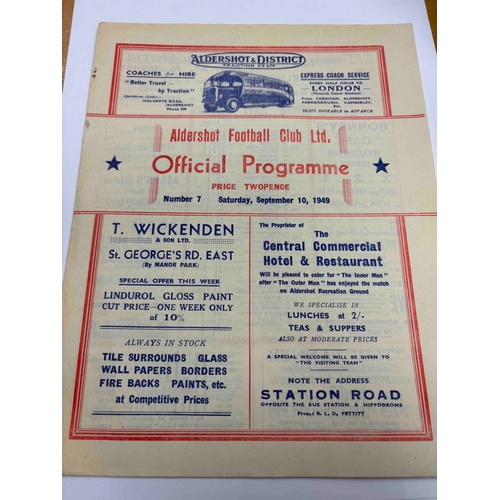 ALDERSHOT & DISTRICT
TRACTION CO LTD
COACHES for HIRE
"Better Travel —
by Traction"
HALIMOTE ROAD,
ALDERSHOT
EXPRESS COACH SERVICE
EVERY HALF HOUR TO
LONDON
(Victoria Coach Station)
From FARNHAM, ALDERSHOT,
FARNBOROUGH, CAMBERLEY,
Etc.
SEATS BOOKABLE in ADVANCE
Aldershot Football Club Ltd.
Official Programme
PRICE TWOPENCE
Number 7 Saturday, September 10, 1949
T. WICKENDEN
& SON LTD.
St. GEORGE'S RD. EAST
(By MANOR PARK)
SPECIAL OFFER THIS WEEK
LINDUROL GLOSS PAINT
CUT PRICE—ONE WEEK ONLY
of 10%
ALWAYS IN STOCK
TILE SURROUNDS GLASS
WALL PAPERS BORDERS
FIRE BACKS PAINTS, etc.
at Competitive Prices
The Proprietor of
The
Central Commercial
Hotel & Restaurant
Will be pleased to cater for "The Inner Man"
after "The Outer Man" has enjoyed the match
on Aldershot Recreation Ground
WE SPECIALISE IN
LUNCHES at 2/-
TEAS & SUPPERS
ALSO AT MODERATE PRICES
A SPECIAL WELCOME WILL BE GIVEN TO
"THE VISITING TEAM"
NOTE THE ADDRESS
STATION ROAD
OPPOSITE THE BUS STATION & HIPPODROME
Prop: R. L. D. PETTITT